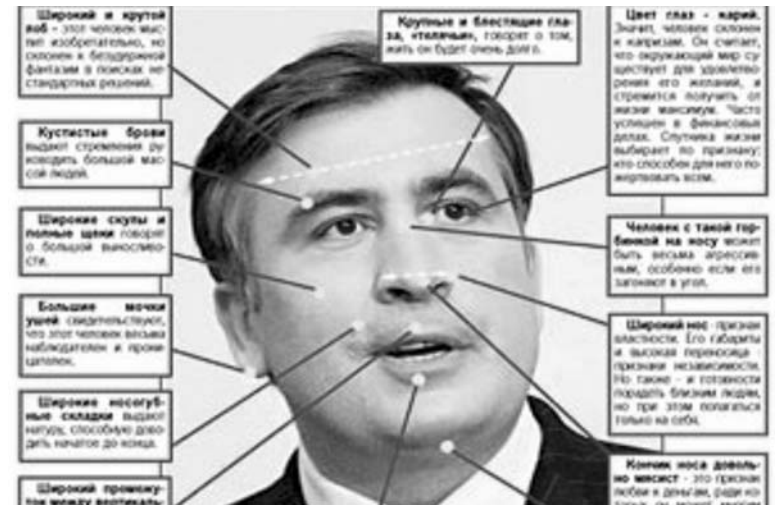 Широкий и крутой
лоб - этот человек мыс-
лит изобретательно, но
склонен к безудержной
фантазии в поисках не-
стандартных решений.
Крупные и блестящие гла-
за, «телячьи», говорят о том,
жить он будет очень долго.
Цвет глаз - карий.
Значит, человек склонен
к капризам. Он считает,
что окружающий мир су-
ществует для удовлетво-
рения его желаний, и
стремится получить от
жизни максимум. Часто
успешен в финансовых
делах. Спутника жизни
выбирает по признаку:
кто способен для него по-
жертвовать всем.
Кустистые брови
выдают стремления ру-
ководить большой мас-
сой людей.
Широкие скулы и
полные щеки говорят
о большой выносливо-
сти.
Человек с такой гор-
бинкой на носу может
быть весьма агрессив-
ным, особенно если его
загоняют в угол.
Большие мочки
ушей свидетельствуют,
что этот человек весьма
наблюдателен и прони-
цателен.
Широкий нос - признак
властности. Его габариты
и высокая переносица -
признаки независимости.
Но также - и готовности
порадеть близким людям,
но при этом полагаться
только на себя.
Широкие носогуб-
ные складки выдают
натуру, способную дово-
дить начатое до конца.
Широкий промежу-
ток между вертикаль-
Кончик носа доволь-
но мясист - это признак
любви к деньгам, ради ко-